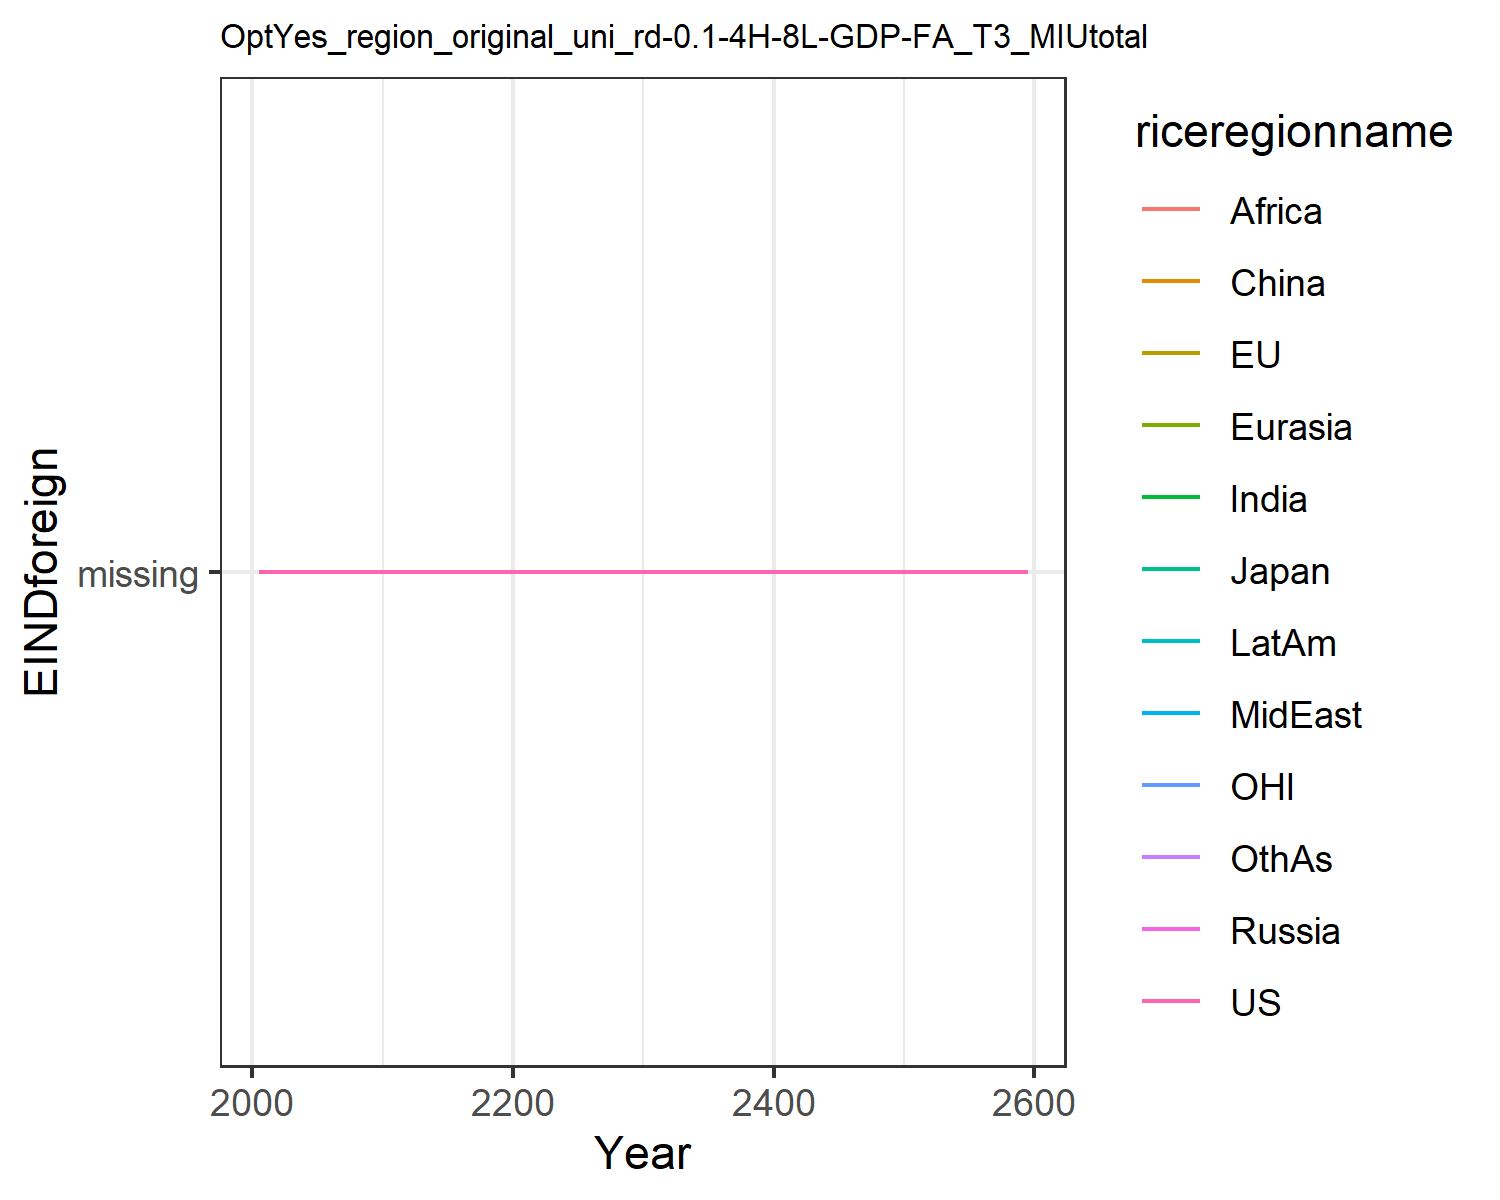 OptYes_region_original_uni_rd-0.1-4H-8L-GDP-FA_T3_MIUtotal
EINDforeign
missing
2000
2200
2400
2600
Year
riceregionname
Africa
China
EU
Eurasia
India
Japan
LatAm
MidEast
OHI
OthAs
Russia
US